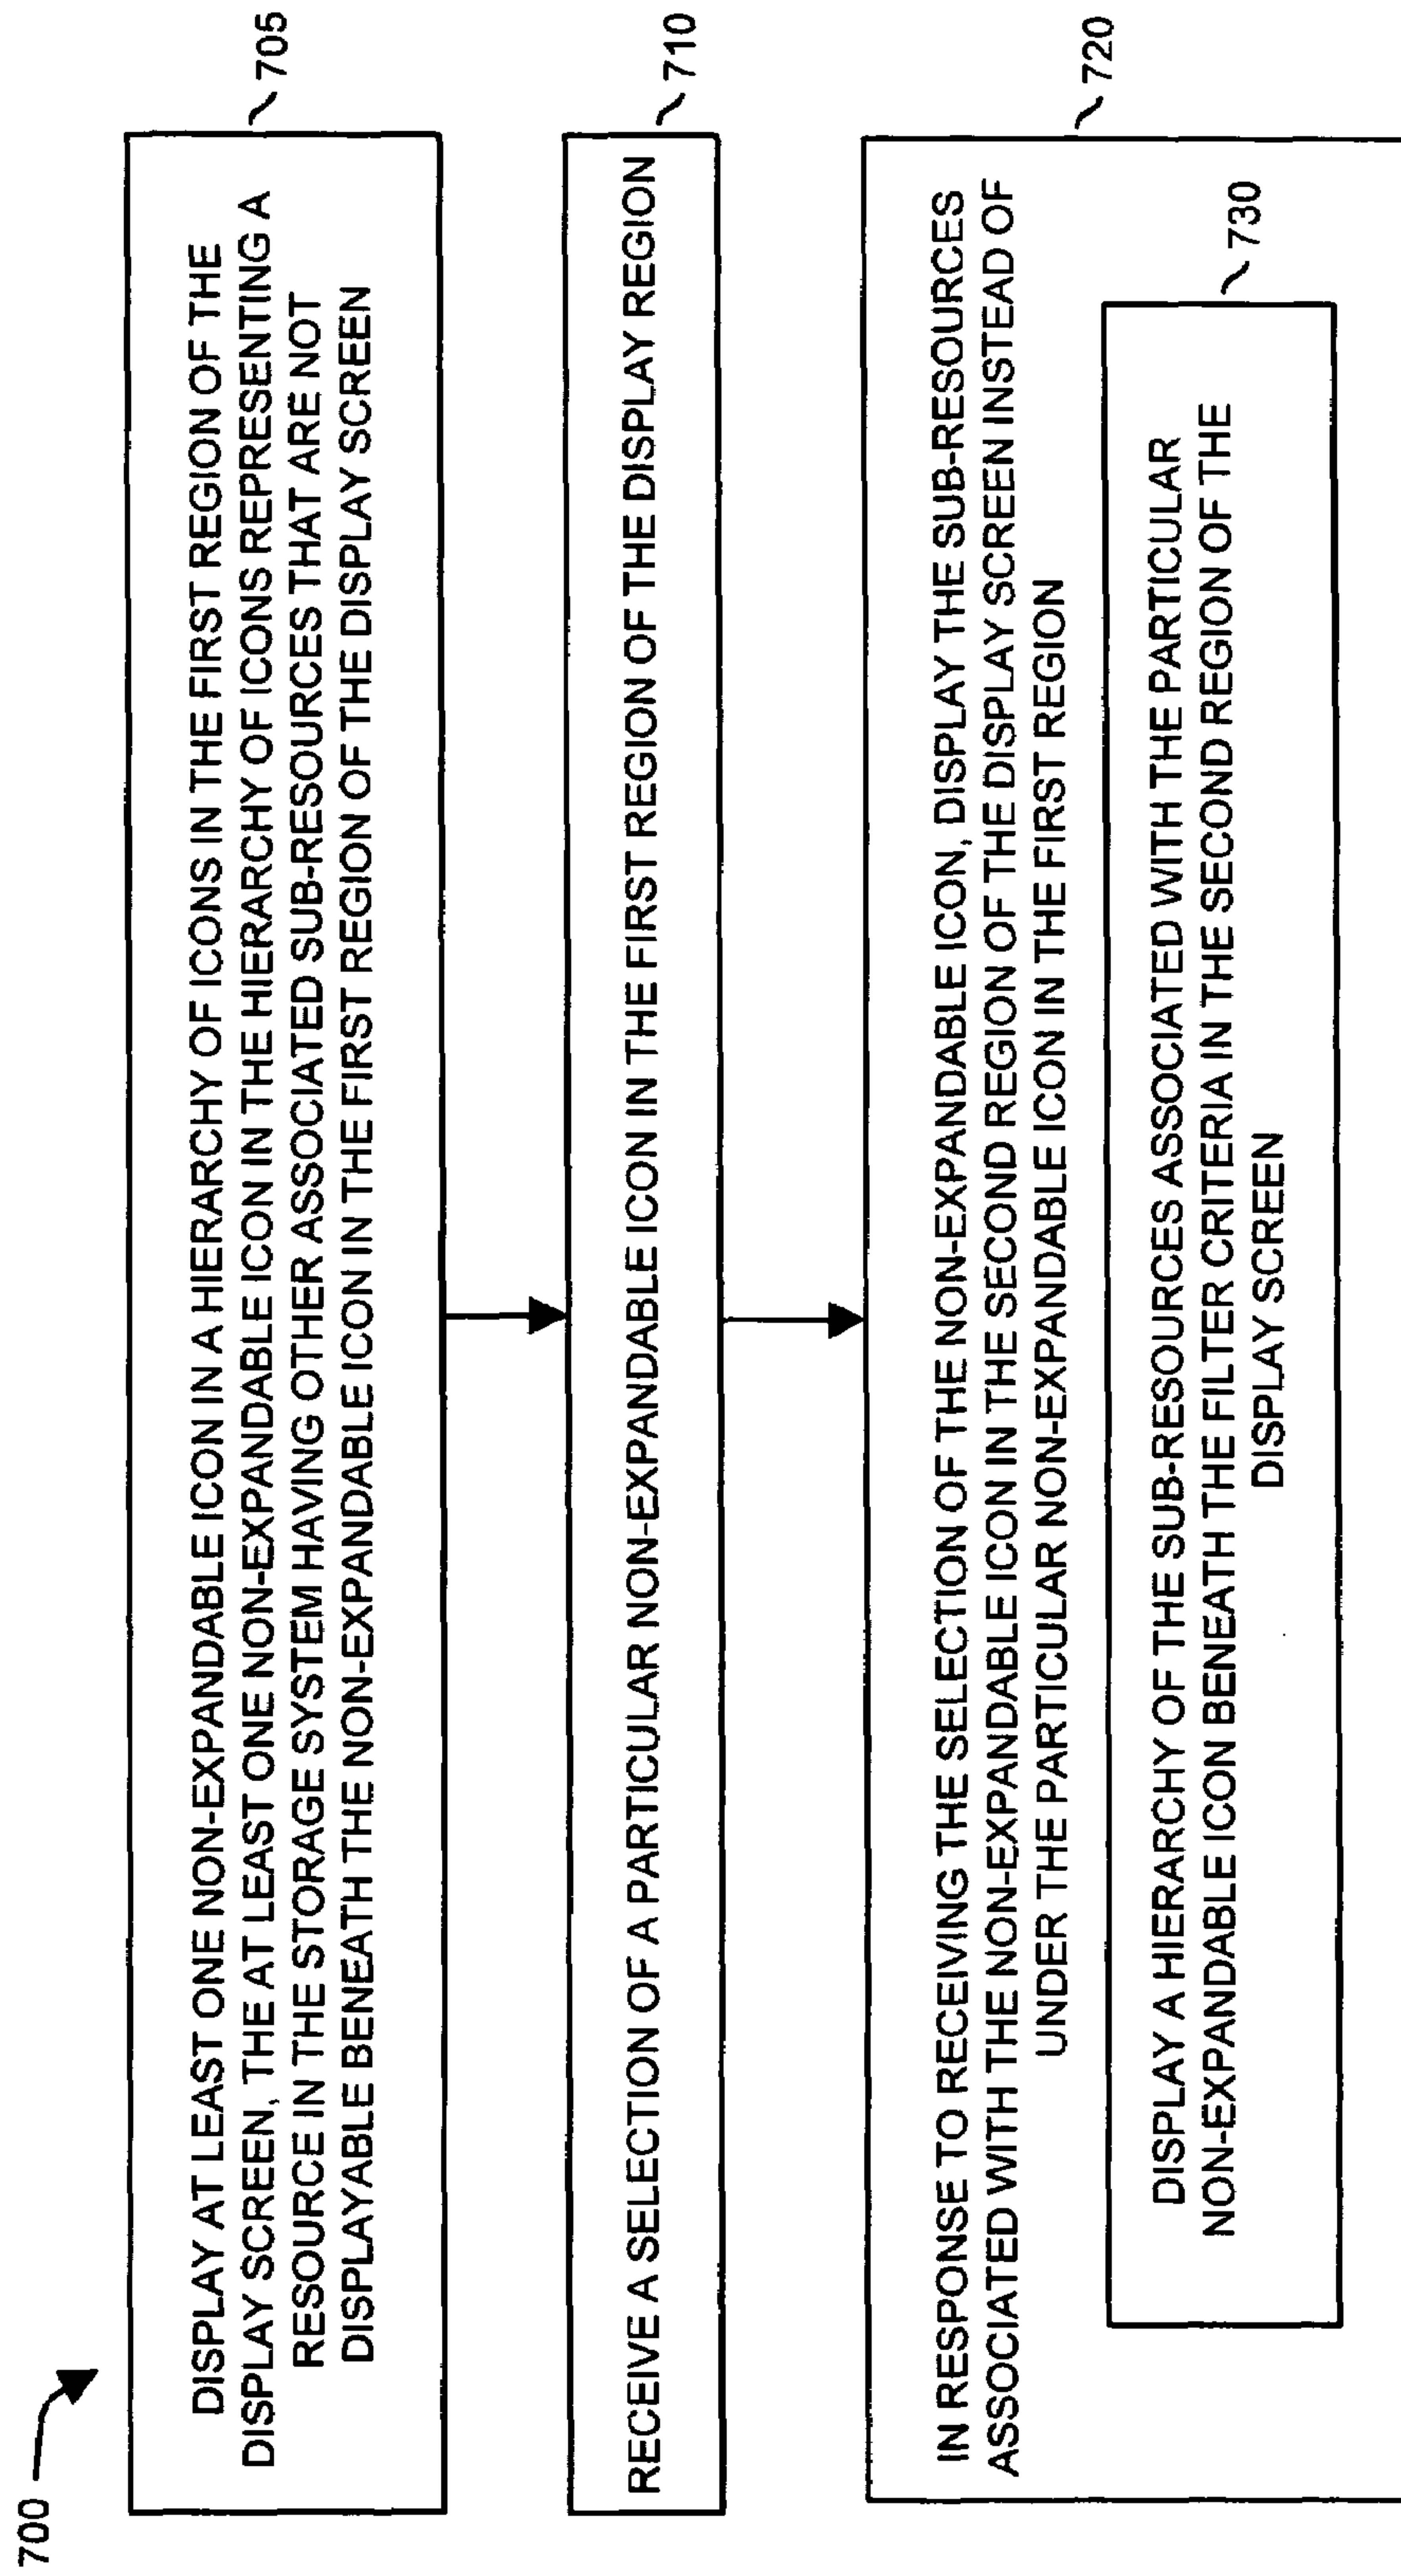 700
DISPLAY AT LEAST ONE NON-EXPANDABLE ICON IN A HIERARCHY OF ICONS IN THE FIRST REGION OF THE
DISPLAY SCREEN, THE AT LEAST ONE NON-EXPANDABLE ICON IN THE HIERARCHY OF ICONS REPRESENTING A
RESOURCE IN THE STORAGE SYSTEM HAVING OTHER ASSOCIATED SUB-RESOURCES THAT ARE NOT
DISPLAYABLE BENEATH THE NON-EXPANDABLE ICON IN THE FIRST REGION OF THE DISPLAY SCREEN
705
RECEIVE A SELECTION OF A PARTICULAR NON-EXPANDABLE ICON IN THE FIRST REGION OF THE DISPLAY REGION
710
IN RESPONSE TO RECEIVING THE SELECTION OF THE NON-EXPANDABLE ICON, DISPLAY THE SUB-RESOURCES
ASSOCIATED WITH THE NON-EXPANDABLE ICON IN THE SECOND REGION OF THE DISPLAY SCREEN INSTEAD OF
UNDER THE PARTICULAR NON-EXPANDABLE ICON IN THE FIRST REGION
720
DISPLAY A HIERARCHY OF THE SUB-RESOURCES ASSOCIATED WITH THE PARTICULAR
NON-EXPANDABLE ICON BENEATH THE FILTER CRITERIA IN THE SECOND REGION OF THE
DISPLAY SCREEN
730